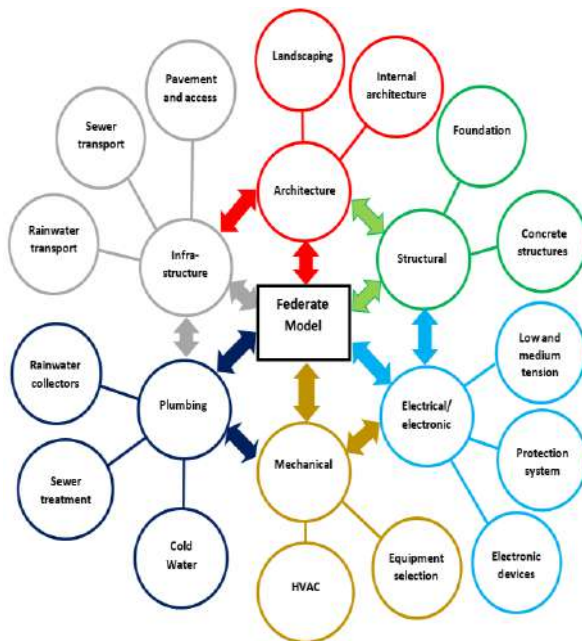 Landscaping
Pavement
and access
Internal
architecture
Sewer
transport
Foundation
Architecture
Rainwater
transport
Infra-
structure
Structural
Concrete
structures
Federate
Model
Low and
medium
tension
Rainwater
collectors
Plumbing
Electrical/
electronic
Protection
system
Mechanical
Sewer
treatment
Cold
Water
HVAC
Equipment
selection
Electronic
devices